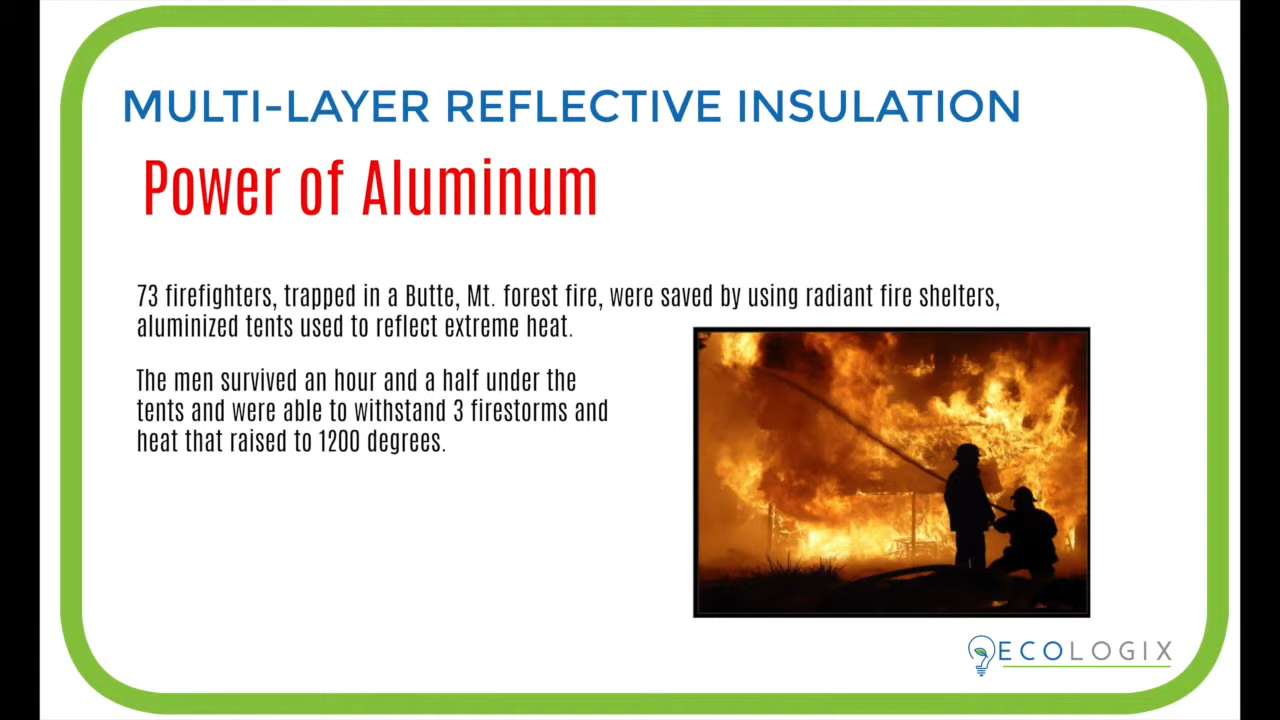 MULTI-LAYER REFLECTIVE INSULATION
Power of Aluminum
73 firefighters, trapped in a Butte, Mt. forest fire, were saved by using radiant fire shelters,
aluminized tents used to reflect extreme heat.
The men survived an hour and a half under the
tents and were able to withstand 3 firestorms and
heat that raised to 1200 degrees.
ECOLOGIX